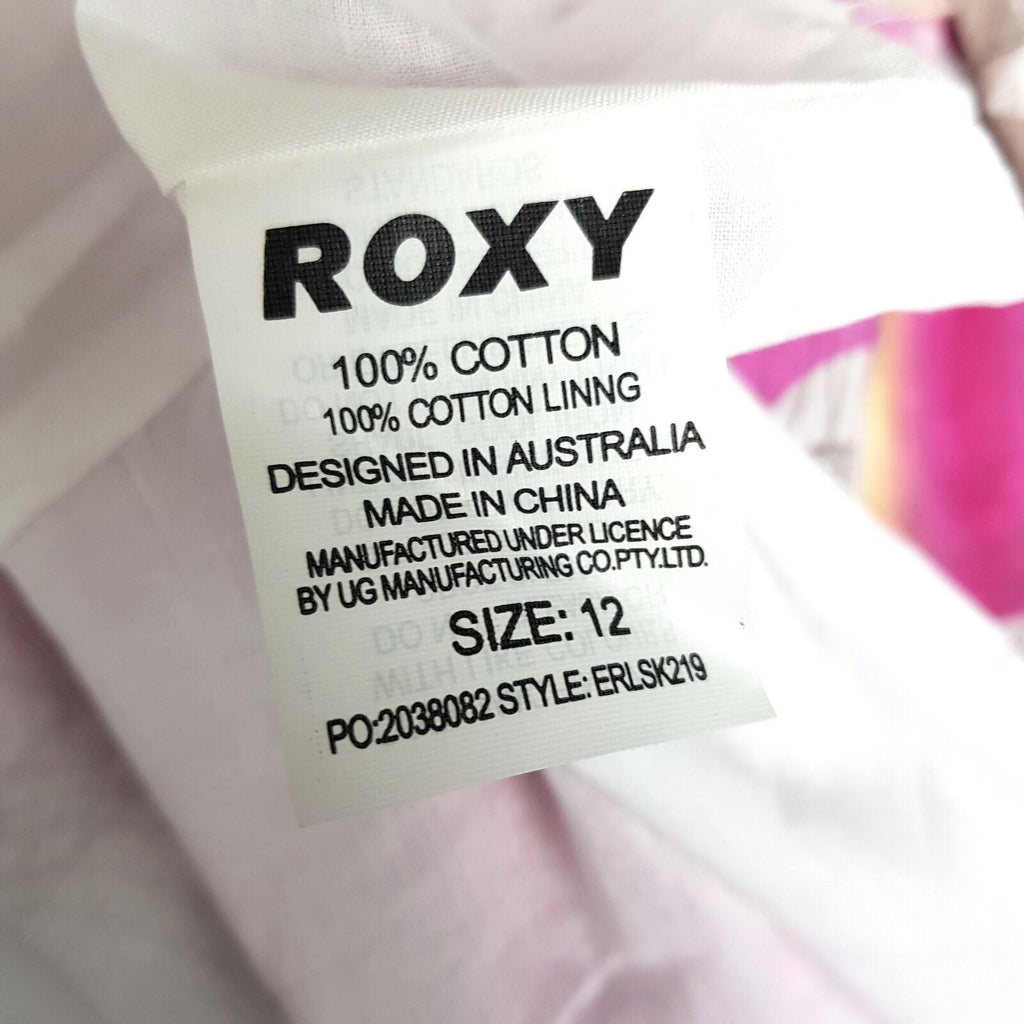 ROXY
100% COTTON
100% COTTON LINNG
DESIGNED IN AUSTRALIA
MADE IN CHINA
MANUFACTURED UNDER LICENCE
BY UG MANUFACTURING CO.PTY.LTD.
SIZE: 12
PO:2038082 STYLE: ERLSK219